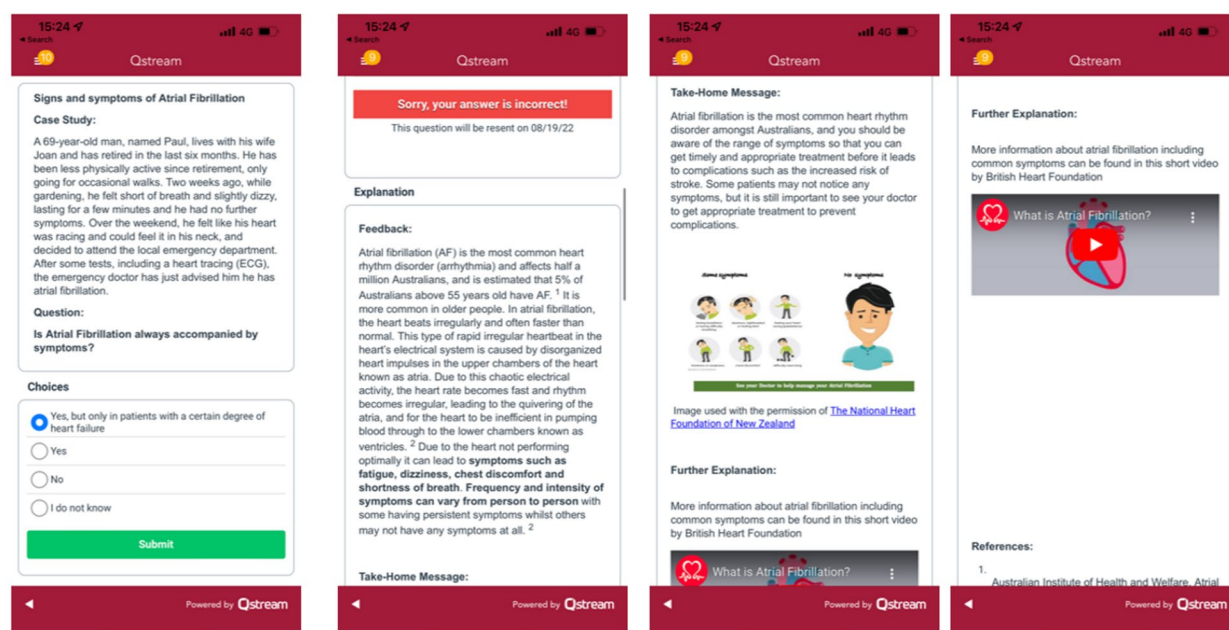 15:24
Search
4G
10
Qstream
Signs and symptoms of Atrial Fibrillation
Case Study:
A 69-year-old man, named Paul, lives with his wife
Joan and has retired in the last six months. He has
been less physically active since retirement, only
going for occasional walks. Two weeks ago, while
gardening, he felt short of breath and slightly dizzy,
lasting for a few minutes and he had no further
symptoms. Over the weekend, he felt like his heart
was racing and could feel it in his neck, and
decided to attend the local emergency department.
After some tests, including a heart tracing (ECG),
the emergency doctor has just advised him he has
atrial fibrillation.
Question:
Is Atrial Fibrillation always accompanied by
symptoms?
Choices
Yes, but only in patients with a certain degree of
heart failure
Yes
No
I do not know
Submit
Powered by Qstream
15:24
Search
4G
9
Qstream
Sorry, your answer is incorrect!
This question will be resent on 08/19/22
Explanation
Feedback:
Atrial fibrillation (AF) is the most common heart
rhythm disorder (arrhythmia) and affects half a
million Australians, and is estimated that 5% of
Australians above 55 years old have AF. 1 It is
more common in older people. In atrial fibrillation,
the heart beats irregularly and often faster than
normal. This type of rapid irregular heartbeat in the
heart's electrical system is caused by disorganized
heart impulses in the upper chambers of the heart
known as atria. Due to this chaotic electrical
activity, the heart rate becomes fast and rhythm
becomes irregular, leading to the quivering of the
atria, and for the heart to be inefficient in pumping
blood through to the lower chambers known as
ventricles. 2 Due to the heart not performing
optimally it can lead to symptoms such as
fatigue, dizziness, chest discomfort and
shortness of breath. Frequency and intensity of
symptoms can vary from person to person with
some having persistent symptoms whilst others
may not have any symptoms at all. 2
Take-Home Message:
Powered by Qstream
15:24
Search
4G
9
Qstream
Take-Home Message:
Atrial fibrillation is the most common heart rhythm
disorder amongst Australians, and you should be
aware of the range of symptoms so that you can
get timely and appropriate treatment before it leads
to complications such as the increased risk of
stroke. Some patients may not notice any
symptoms, but it is still important to see your doctor
to get appropriate treatment to prevent
complications.
Some symptoms
No symptoms
See your Doctor to help manage your Atrial Fibrillation
Image used with the permission of The National Heart
Foundation of New Zealand
Further Explanation:
More information about atrial fibrillation including
common symptoms can be found in this short video
by British Heart Foundation
What is Atrial Fibrillation?
Powered by Qstream
15:24
Search
4G
9
Qstream
Further Explanation:
More information about atrial fibrillation including
common symptoms can be found in this short video
by British Heart Foundation
What is Atrial Fibrillation?
References:
1.
Australian Institute of Health and Welfare. Atrial
Powered by Qstream